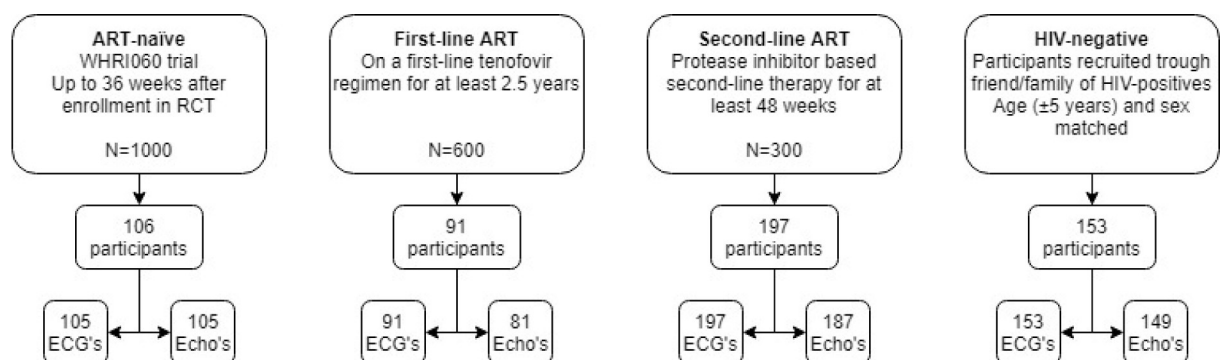 ART-naïve
WHRI060 trial
Up to 36 weeks after
enrollment in RCT
N=1000
First-line ART
On a first-line tenofovir
regimen for at least 2.5 years
N=600
Second-line ART
Protease inhibitor based
second-line therapy for at
least 48 weeks
N=300
HIV-negative
Participants recruited trough
friend/family of HIV-positives
Age (±5 years) and sex
matched
106
participants
91
participants
197
participants
153
participants
105
ECG's
105
Echo's
91
ECG's
81
Echo's
197
ECG's
187
Echo's
153
ECG's
149
Echo's